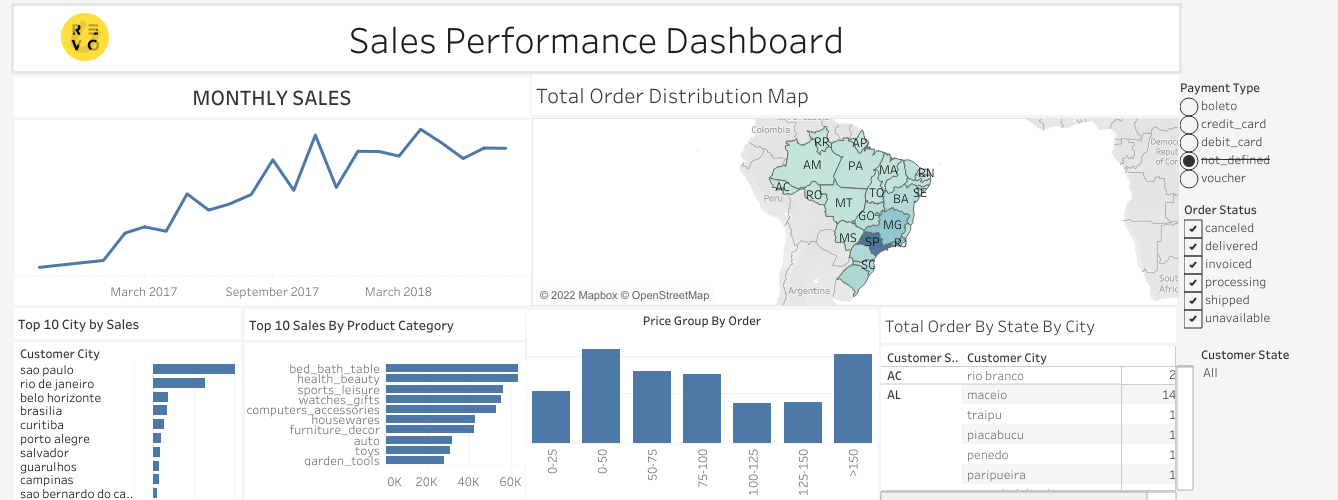 RE
VO
Sales Performance Dashboard
MONTHLY SALES
March 2017
September 2017
March 2018
Total Order Distribution Map
Colombia
Peru
Argentina
RR
AP
AM
PA
MA
RN
AC
RO
TO
SE
MT
BA
GO
MG
MS
SP
RJ
SC
© 2022 Mapbox © OpenStreetMap
Payment Type
boleto
credit_card
debit_card
not_defined
voucher
Order Status
canceled
delivered
invoiced
processing
shipped
unavailable
Customer State
All
Top 10 City by Sales
Customer City
sao paulo
rio de janeiro
belo horizonte
brasilia
curitiba
porto alegre
salvador
guarulhos
campinas
sao bernardo do ca..
Top 10 Sales By Product Category
bed_bath_table
health_beauty
sports_leisure
watches_gifts
computers_accessories
housewares
furniture_decor
auto
toys
garden_tools
0K 20K 40K 60K
Price Group By Order
0-25
0-50
50-75
75-100
100-125
125-150
>150
Total Order By State By City
Customer S.. Customer City
AC rio branco 2
AL maceio 14
traipu 1
piacabucu 1
penedo 1
paripueira 1